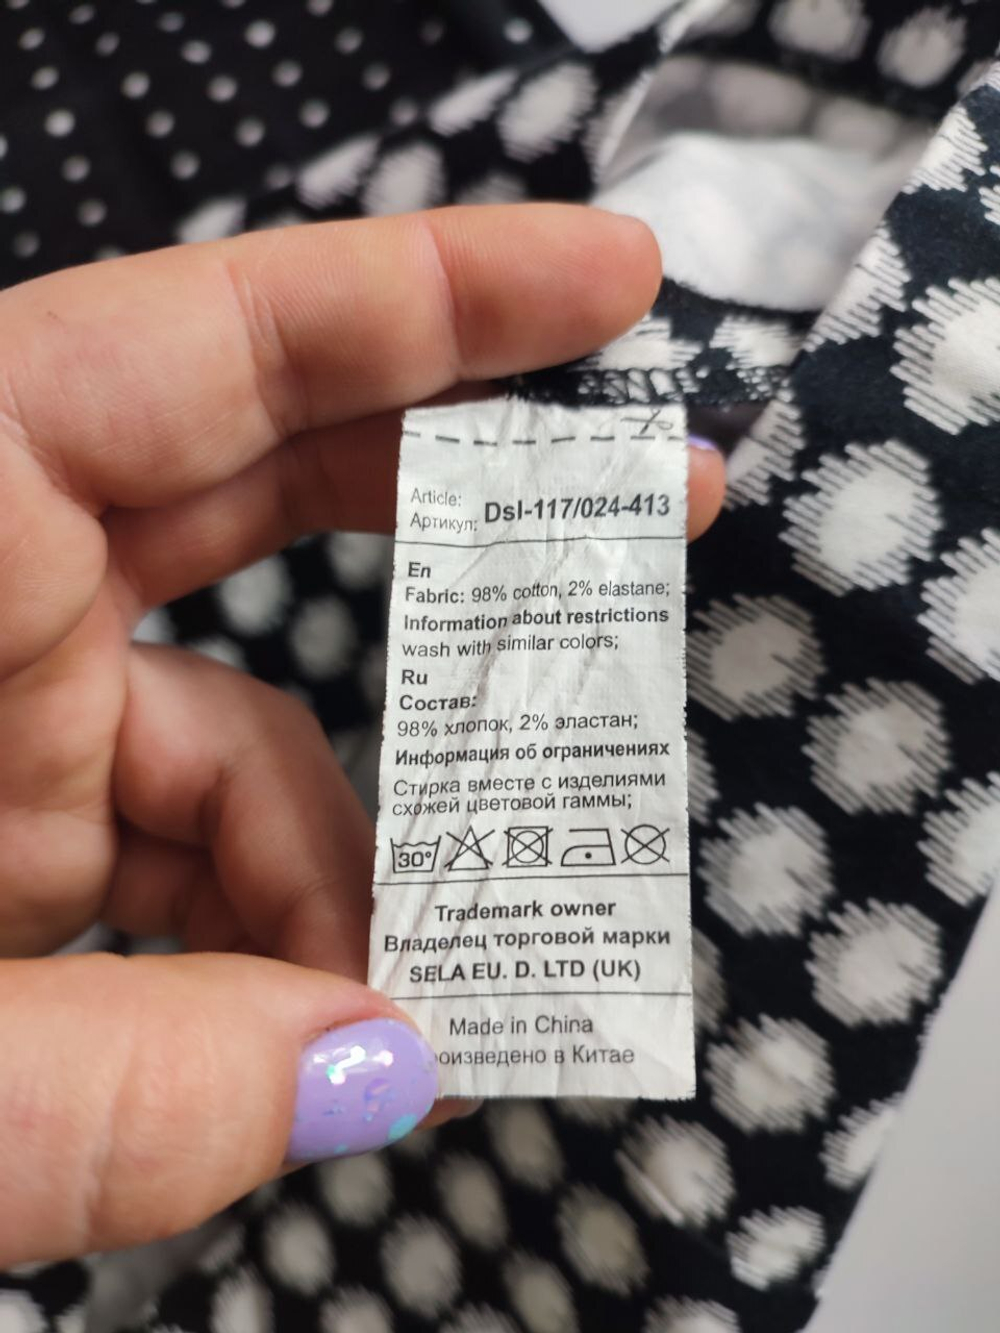 Article:
Артикул: Dsl-117/024-413
En
Fabric: 98% cotton, 2% elastane;
Information about restrictions
wash with similar colors;
Ru
Состав:
98% хлопок, 2% эластан;
Информация об ограничениях
Стирка вместе с изделиями
схожей цветовой гаммы;
30°
Trademark owner
Владелец торговой марки
SELA EU. D. LTD (UK)
Made in China
в Китае